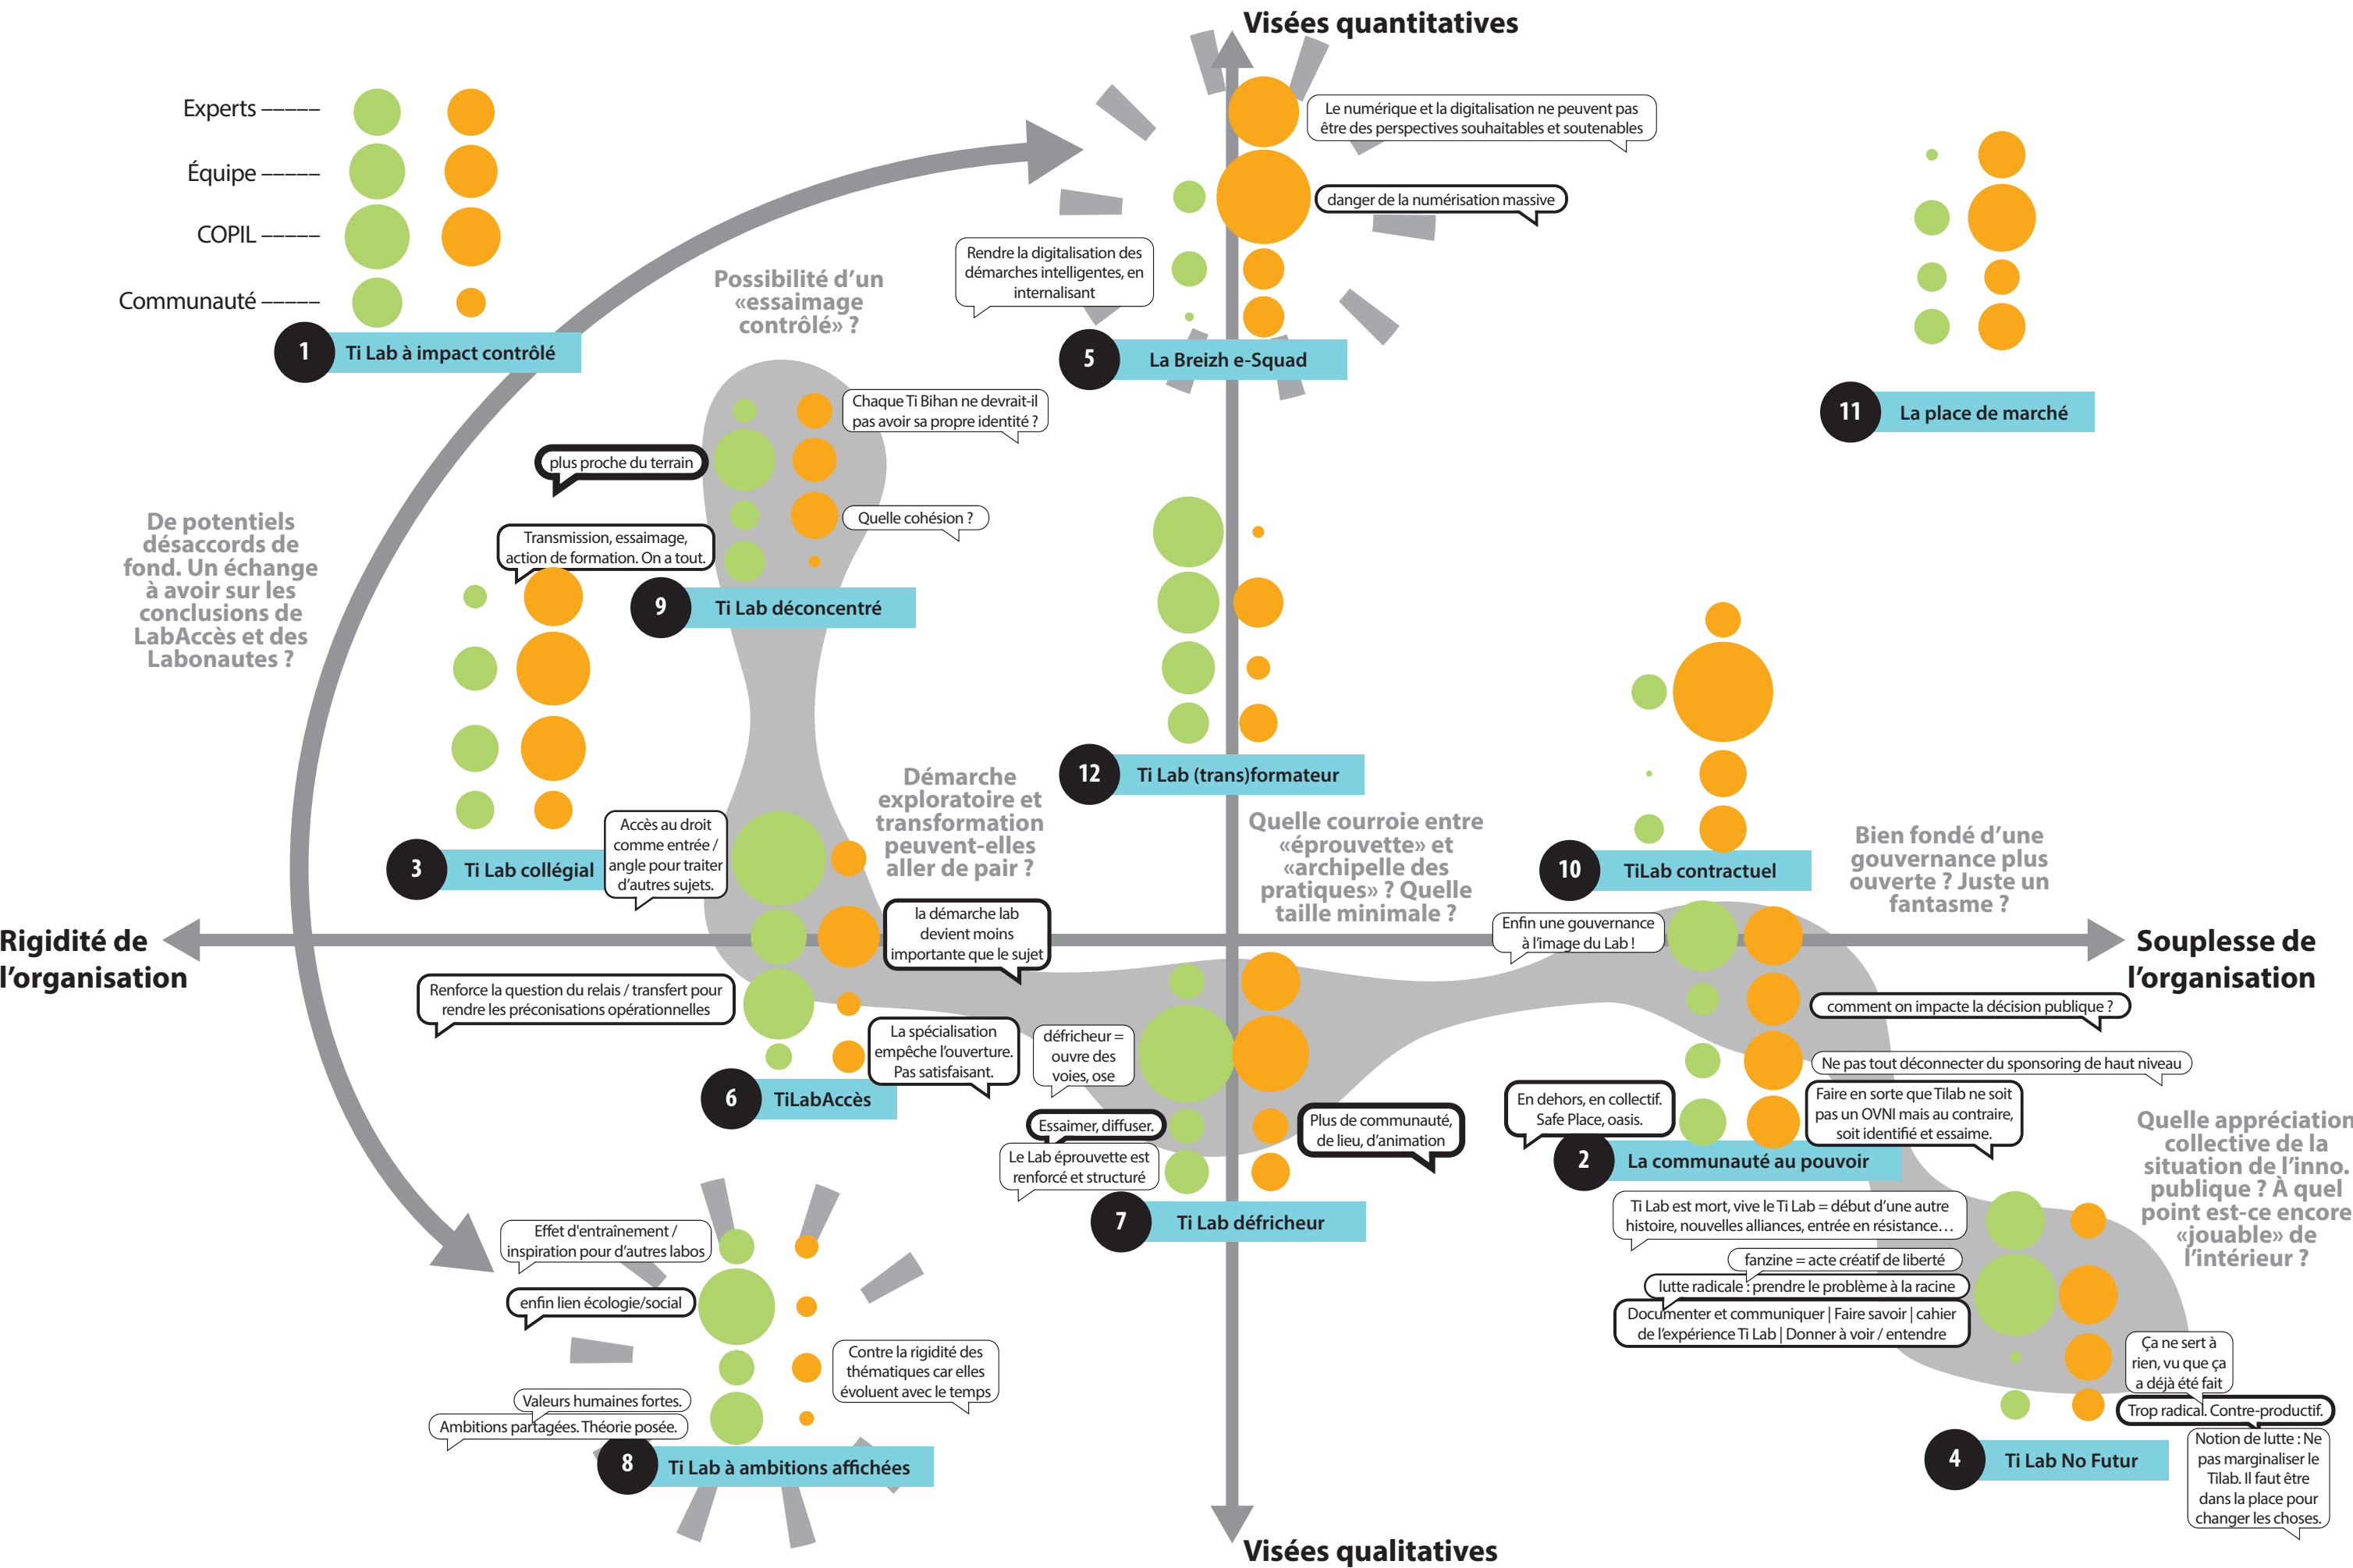 Visées quantitatives
Experts -----
Équipe -----
COPIL -----
Communauté -----
1
Ti Lab à impact contrôlé
Le numérique et la digitalisation ne peuvent pas
être des perspectives souhaitables et soutenables
danger de la numérisation massive
Rendre la digitalisation des
démarches intelligentes, en
internalisant
5
La Breizh e-Squad
11
La place de marché
Possibilité d’un
«essaimage
contrôlé» ?
Chaque Ti Bihan ne devrait-il
pas avoir sa propre identité ?
plus proche du terrain
Quelle cohésion ?
9
Ti Lab déconcentré
De potentiels
désaccords de
fond. Un échange
à avoir sur les
conclusions de
LabAccès et des
Labonautes ?
Transmission, essaimage,
action de formation. On a tout.
3
Ti Lab collégial
12
Ti Lab (trans)formateur
Démarche
exploratoire et
transformation
peuvent-elles
aller de pair ?
Quelle courroie entre
«éprouvette» et
«archipelle des
pratiques» ? Quelle
taille minimale ?
10
TiLab contractuel
Bien fondé d’une
gouvernance plus
ouverte ? Juste un
fantasme ?
Rigidité de
l’organisation
Souplesse de
l’organisation
Accès au droit
comme entrée /
angle pour traiter
d’autres sujets.
la démarche lab
devient moins
importante que le sujet
Renforce la question du relais / transfert pour
rendre les préconisations opérationnelles
La spécialisation
empêche l’ouverture.
Pas satisfaisant.
6
TiLabAccès
défricheur =
ouvre des
voies, ose
Essaimer, diffuser.
Le Lab éprouvette est
renforcé et structuré
Plus de communauté,
de lieu, d’animation
7
Ti Lab défricheur
Enfin une gouvernance
à l’image du Lab !
comment on impacte la décision publique ?
Ne pas tout déconnecter du sponsoring de haut niveau
En dehors, en collectif.
Safe Place, oasis.
Faire en sorte que Tilab ne soit
pas un OVNI mais au contraire,
soit identifié et essaime.
2
La communauté au pouvoir
Quelle appréciation
collective de la
situation de l’inno.
publique ? À quel
point est-ce encore
«jouable» de
l’intérieur ?
Ti Lab est mort, vive le Ti Lab = début d’une autre
histoire, nouvelles alliances, entrée en résistance…
fanzine = acte créatif de liberté
lutte radicale : prendre le problème à la racine
Documenter et communiquer | Faire savoir | cahier
de l’expérience Ti Lab | Donner à voir / entendre
Ça ne sert à
rien, vu que ça
a déjà été fait
Trop radical. Contre-productif.
Notion de lutte : Ne
pas marginaliser le
Tilab. Il faut être
dans la place pour
changer les choses.
4
Ti Lab No Futur
Effet d'entraînement /
inspiration pour d’autres labos
enfin lien écologie/social
Contre la rigidité des
thématiques car elles
évoluent avec le temps
Valeurs humaines fortes.
Ambitions partagées. Théorie posée.
8
Ti Lab à ambitions affichées
Visées qualitatives